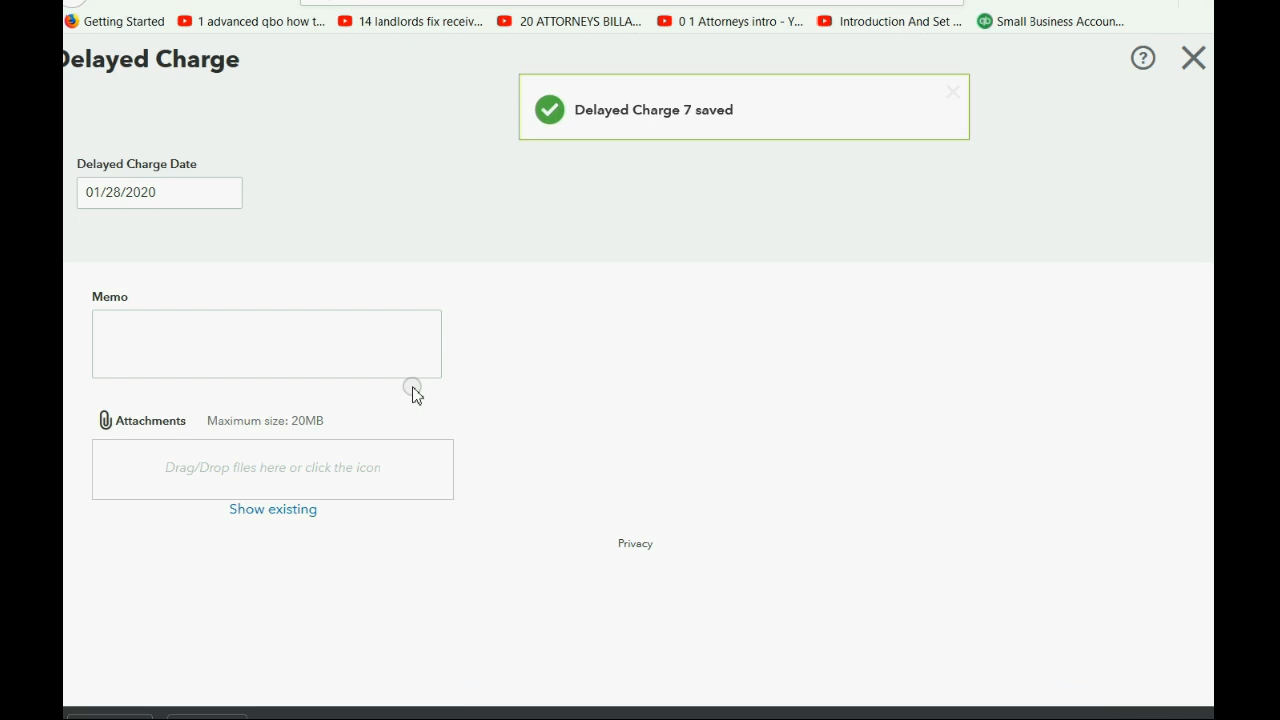 Getting Started 1 advanced qbo how t... 14 landlords fix receiv... 20 ATTORNEYS BILLA... 0 1 Attorneys intro - Y... Introduction And Set ... Small Business Accoun...
Delayed Charge
Delayed Charge 7 saved
Delayed Charge Date
01/28/2020
Memo
Attachments Maximum size: 20MB
Drag/Drop files here or click the icon
Show existing
Privacy